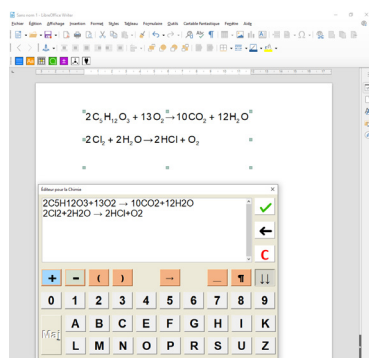 Sans nom 1 - LibreOffice Writer
Fichier Édition Affichage Insertion Format Styles Tableau Formulaire Outils Cartable Fantastique Fenêtre Aide
2C₅H₁₂O₃ + 13O₂→10CO₂ + 12H₂O
2Cl₂ + 2H₂O→2HCl + O₂
Éditeur pour la Chimie
2C5H12O3+13O2 → 10CO2+12H2O
2Cl2+2H2O → 2HCl+O2
C
+ - ( ) → _ ¶ ↓↓
0 1 2 3 4 5 6 7 8 9
Maj A B C E F G H I K
L M N O P R S U Z